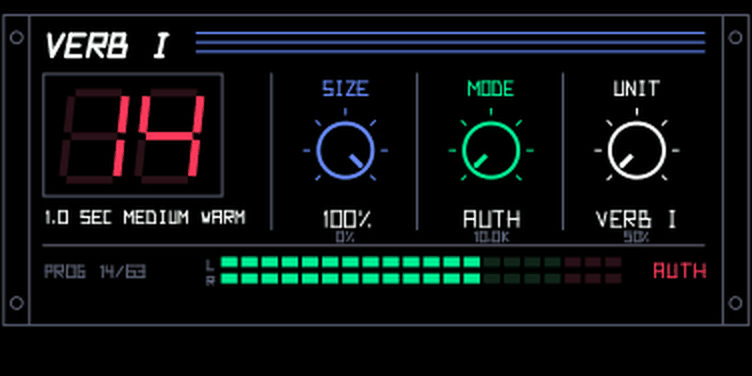 VERB I
14
SIZE
MODE
UNIT
1.0 SEC MEDIUM WARM
100%
AUTH
VERB I
0%
10.0K
50%
PROG 14/63
L
R
AUTH